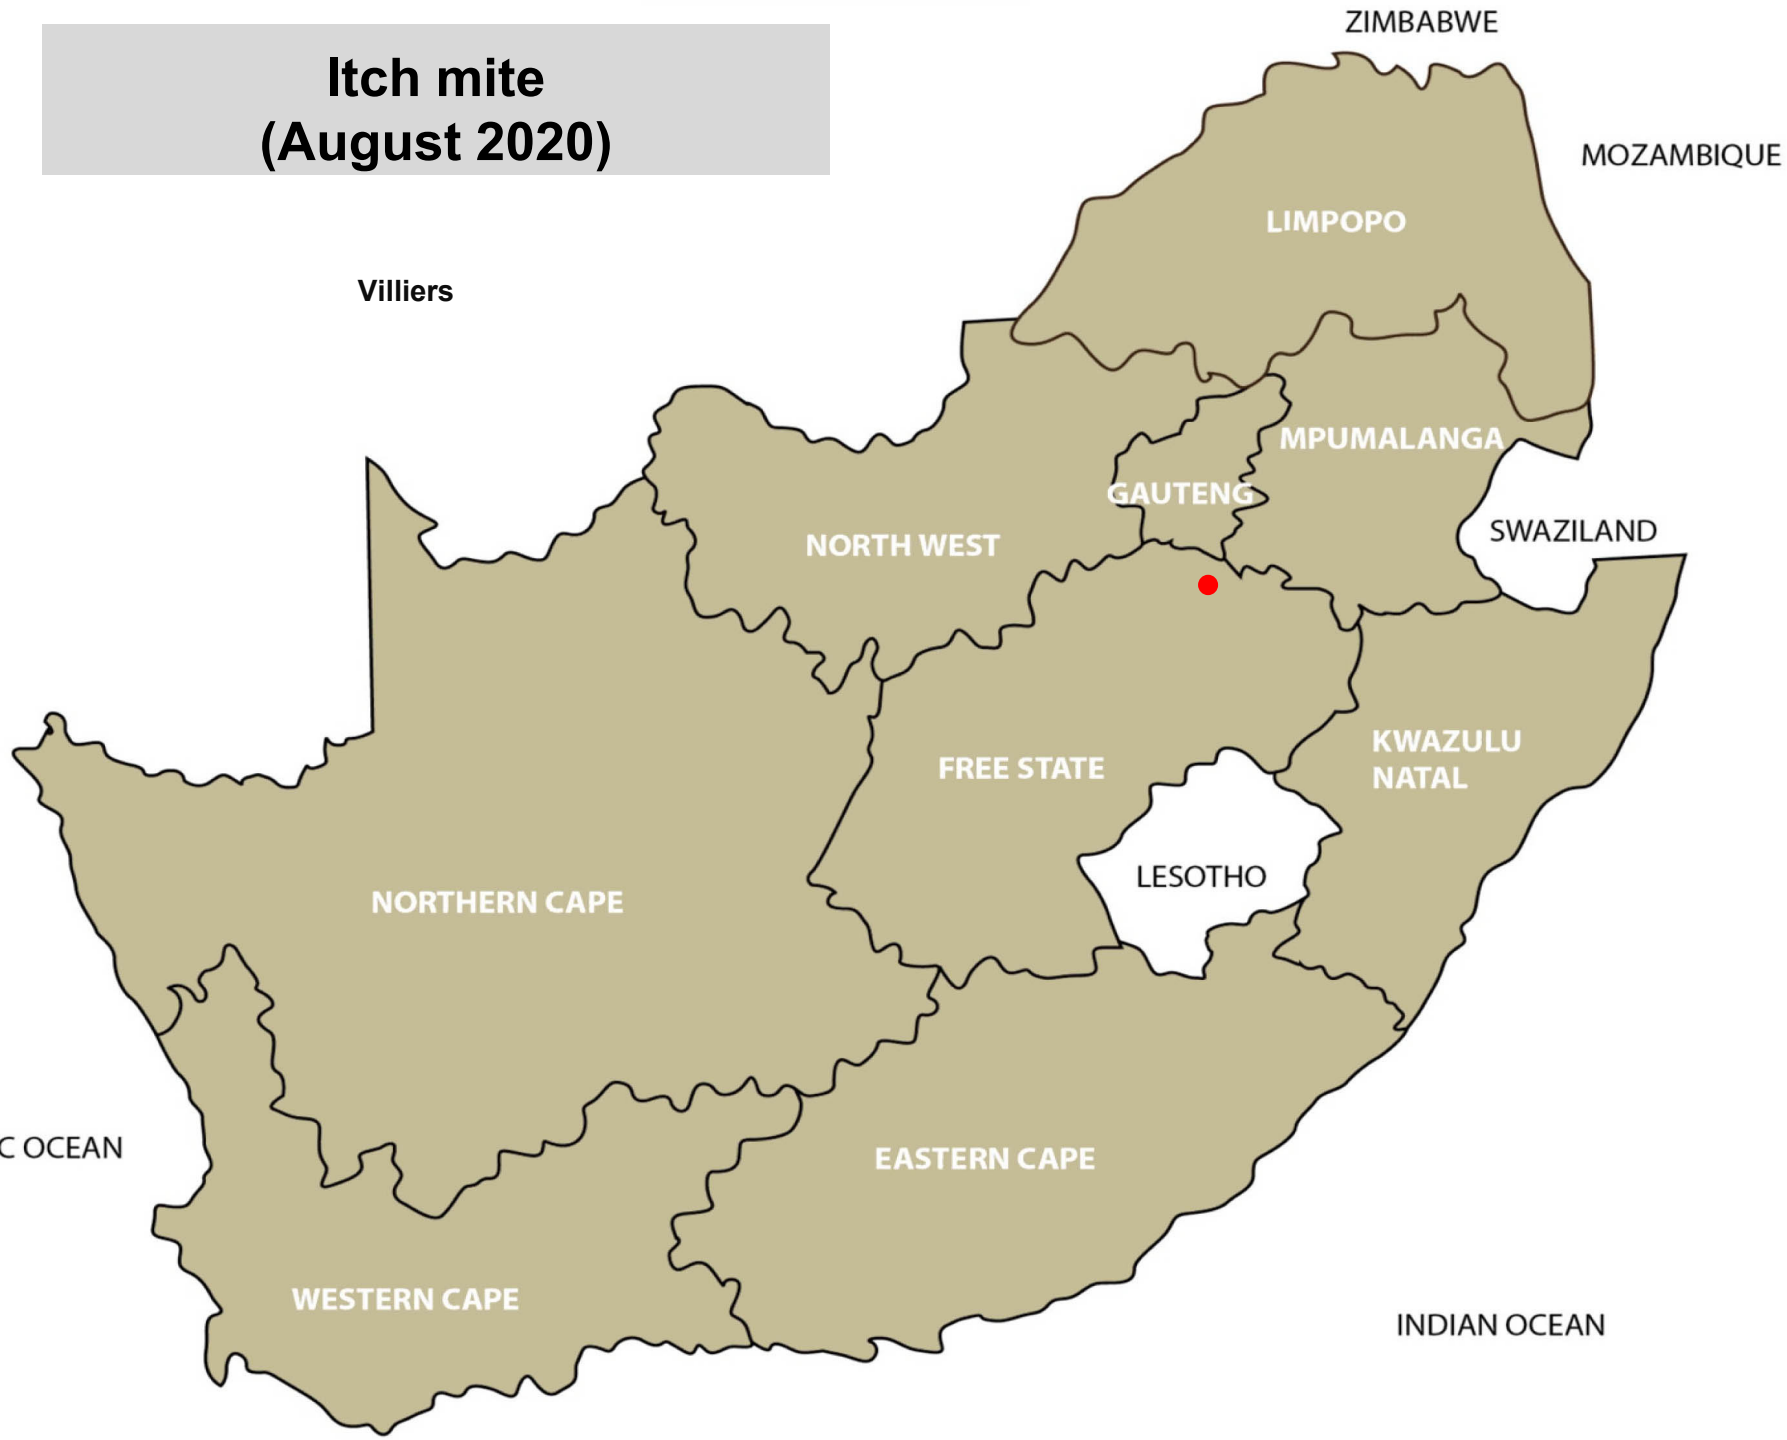 Itch mite
(August 2020)
ZIMBABWE
MOZAMBIQUE
LIMPOPO
Villiers
MPUMALANGA
GAUTENG
SWAZILAND
NORTH WEST
KWAZULU
NATAL
FREE STATE
LESOTHO
NORTHERN CAPE
C OCEAN
EASTERN CAPE
WESTERN CAPE
INDIAN OCEAN